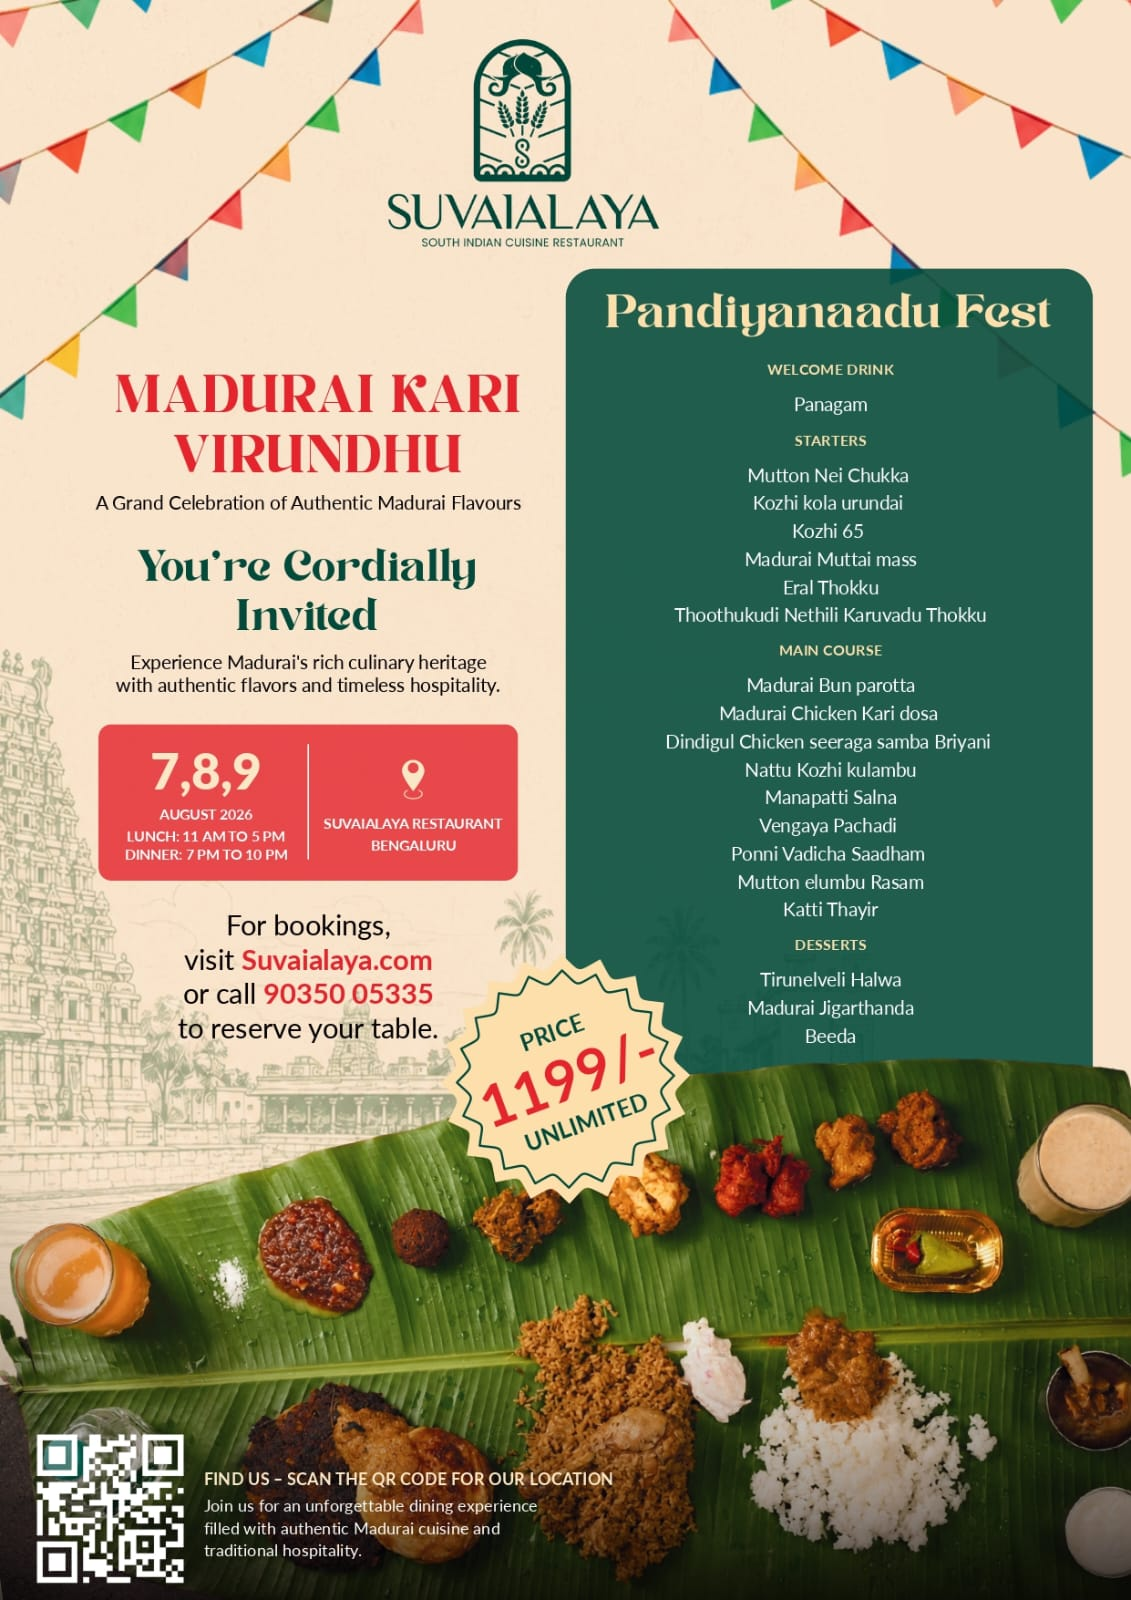 SUVAIALAYA
SOUTH INDIAN CUISINE RESTAURANT
MADURAI KARI
VIRUNDHU
A Grand Celebration of Authentic Madurai Flavours
You're Cordially
Invited
Experience Madurai's rich culinary heritage
with authentic flavors and timeless hospitality.
7,8,9
AUGUST 2026
LUNCH: 11 AM TO 5 PM
DINNER: 7 PM TO 10 PM
SUVAIALAYA RESTAURANT
BENGALURU
For bookings,
visit Suvaialaya.com
or call 90350 05335
to reserve your table.
Pandiyanaadu Fest
WELCOME DRINK
Panagam
STARTERS
Mutton Nei Chukka
Kozhi kola urundai
Kozhi 65
Madurai Muttai mass
Eral Thokku
Thoothukudi Nethili Karuvadu Thokku
MAIN COURSE
Madurai Bun parotta
Madurai Chicken Kari dosa
Dindigul Chicken seeraga samba Briyani
Nattu Kozhi kulambu
Manapatti Salna
Vengaya Pachadi
Ponni Vadicha Saadham
Mutton elumbu Rasam
Katti Thayir
DESSERTS
Tirunelveli Halwa
Madurai Jigarthanda
Beeda
PRICE
1199/-
UNLIMITED
FIND US – SCAN THE QR CODE FOR OUR LOCATION
Join us for an unforgettable dining experience
filled with authentic Madurai cuisine and
traditional hospitality.